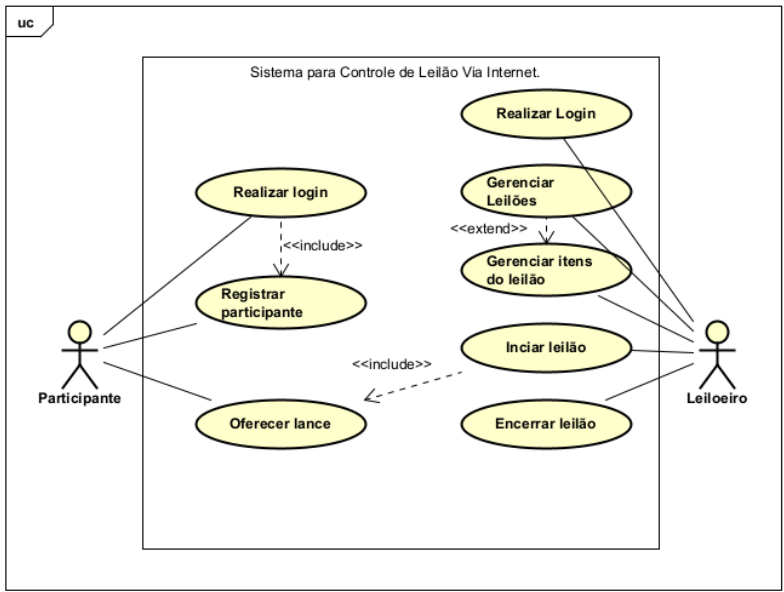 uc
Sistema para Controle de Leilão Via Internet.
Realizar Login
Realizar login
Gerenciar
Leilões
<<extend>>
<<include>>
Gerenciar itens
do leilão
Registrar
participante
Inciar leilão
<<include>>
Participante
Leiloeiro
Oferecer lance
Encerrar leilão